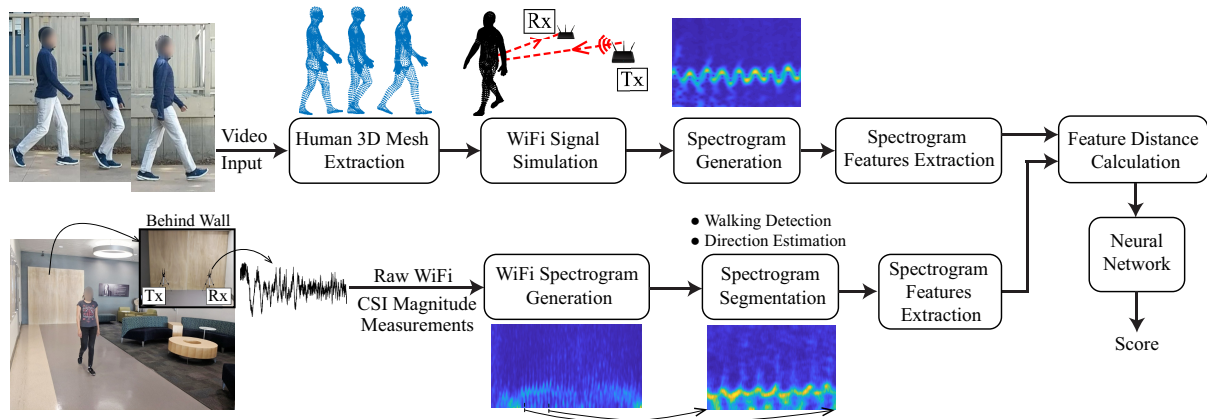 Rx
Tx
Video
Input
Human 3D Mesh
Extraction
WiFi Signal
Simulation
Spectrogram
Generation
Spectrogram
Features Extraction
Feature Distance
Calculation
Behind Wall
Tx
Rx
Raw WiFi
CSI Magnitude
Measurements
WiFi Spectrogram
Generation
● Walking Detection
● Direction Estimation
Spectrogram
Segmentation
Spectrogram
Features
Extraction
Neural
Network
Score